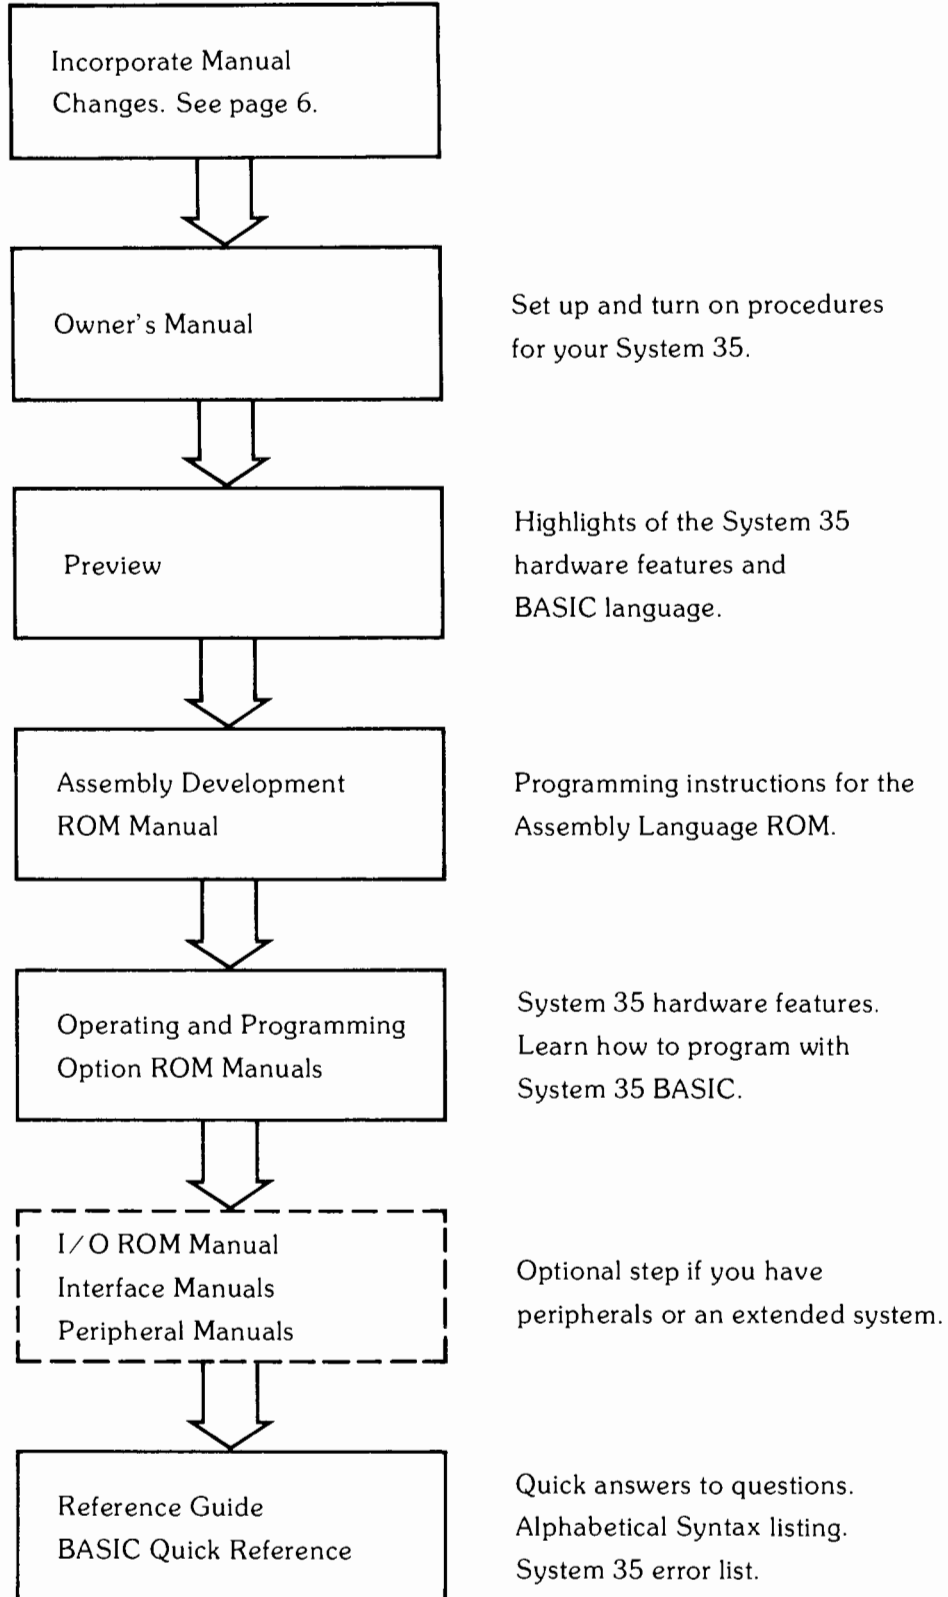 Incorporate Manual
Changes. See page 6.
Owner's Manual
Set up and turn on procedures
for your System 35.
Preview
Highlights of the System 35
hardware features and
BASIC language.
Assembly Development
ROM Manual
Programming instructions for the
Assembly Language ROM.
Operating and Programming
Option ROM Manuals
System 35 hardware features.
Learn how to program with
System 35 BASIC.
I/O ROM Manual
Interface Manuals
Peripheral Manuals
Optional step if you have
peripherals or an extended system.
Reference Guide
BASIC Quick Reference
Quick answers to questions.
Alphabetical Syntax listing.
System 35 error list.